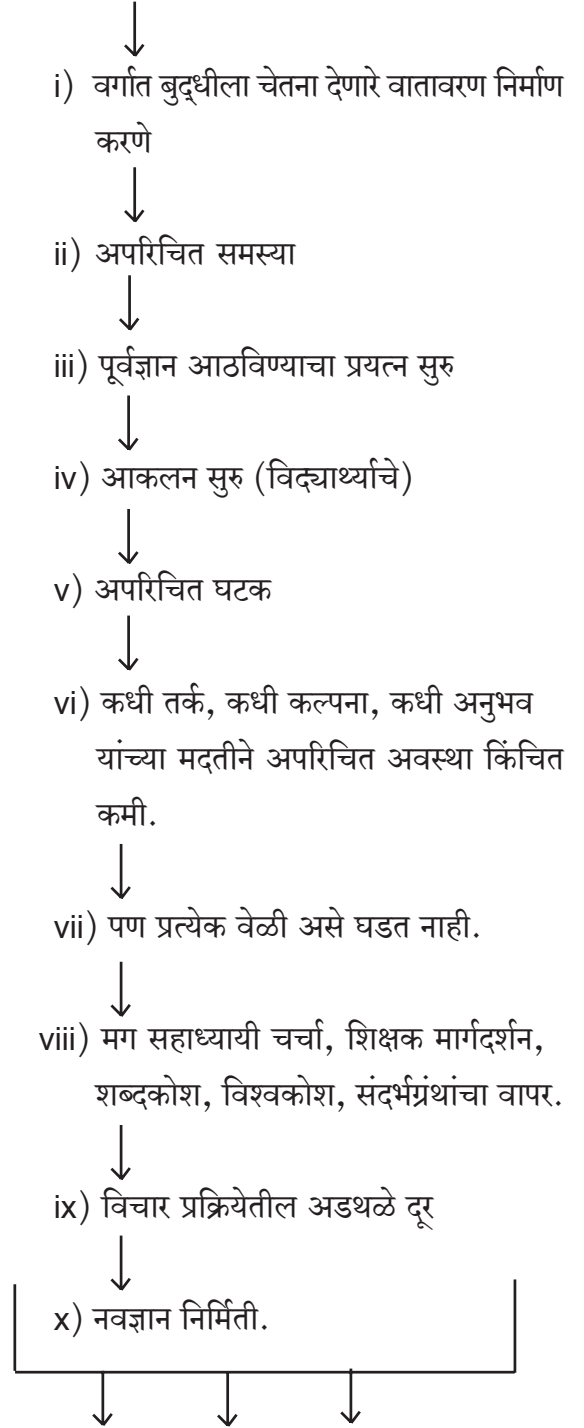 i) वर्गात बुद्धीला चेतना देणारे वातावरण निर्माण
करणे
ii) अपरिचित समस्या
iii) पूर्वज्ञान आठविण्याचा प्रयत्न सुरु
iv) आकलन सुरु (विद्यार्थ्याचे)
v) अपरिचित घटक
vi) कधी तर्क, कधी कल्पना, कधी अनुभव
यांच्या मदतीने अपरिचित अवस्था किंचित
कमी.
vii) पण प्रत्येक वेळी असे घडत नाही.
viii) मग सहाध्यायी चर्चा, शिक्षक मार्गदर्शन,
शब्दकोश, विश्वकोश, संदर्भग्रंथांचा वापर.
ix) विचार प्रक्रियेतील अडथळे दूर
x) नवज्ञान निर्मिती.